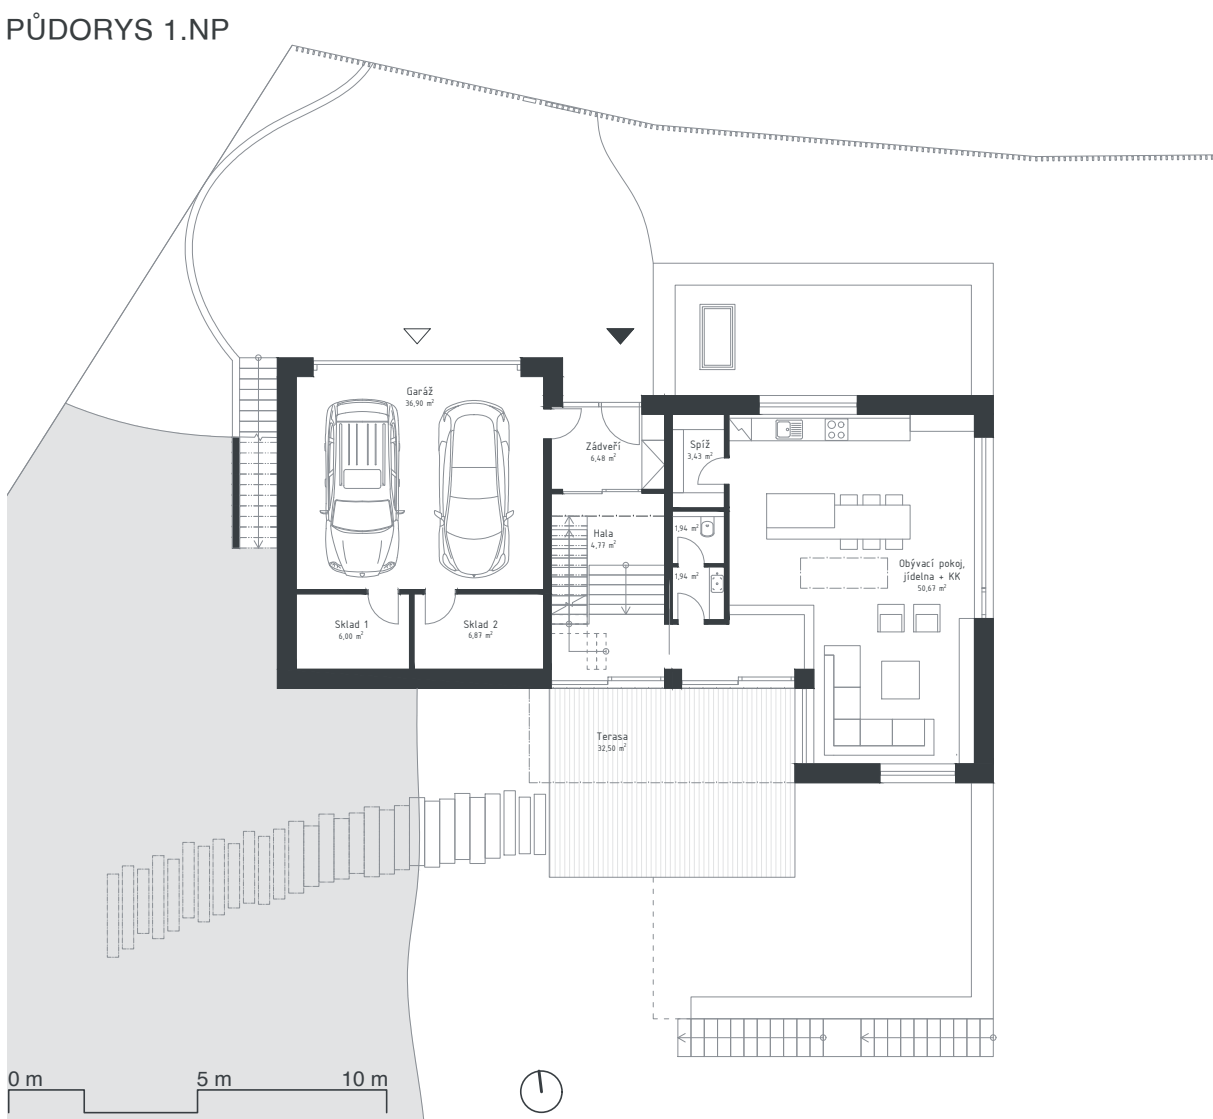 PŮDORYS 1.NP
Garáž
36,90 m²
Zádveří
6,48 m²
Spíž
3,43 m²
Hala
4,77 m²
1,94 m²
1,94 m²
Obývací pokoj,
jídelna + KK
50,67 m²
Sklad 1
6,00 m²
Sklad 2
6,87 m²
Terasa
32,50 m²
0 m
5 m
10 m